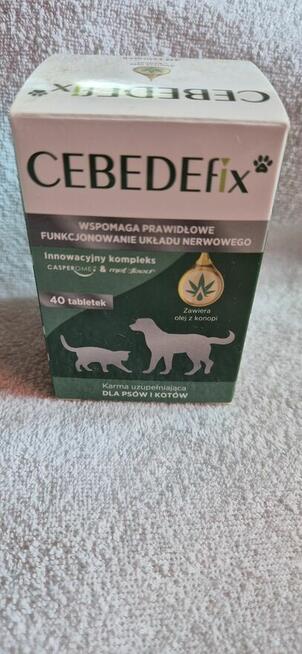 CEBEDEfix
CEBEDEfix
WSPOMAGA PRAWIDŁOWE
FUNKCJONOWANIE UKŁADU NERWOWEGO
Innowacyjny kompleks
CASPEROME &
40 tabletek
Zawiera
olej z konopi
Karma uzupełniająca
DLA PSÓW I KOTÓW